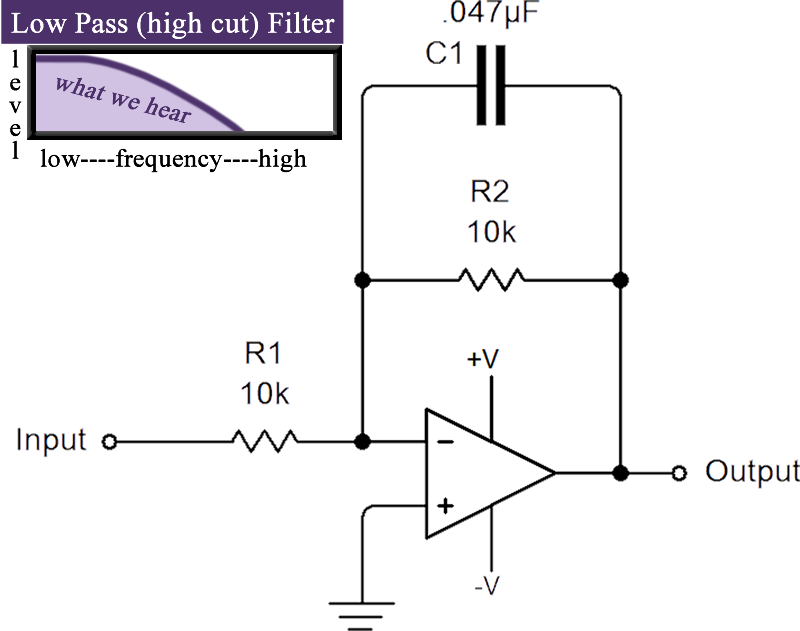 Low Pass (high cut) Filter
level
what we hear
low----frequency----high
.047µF
C1
R2
10k
R1
10k
+V
Input
−
+
Output
-V